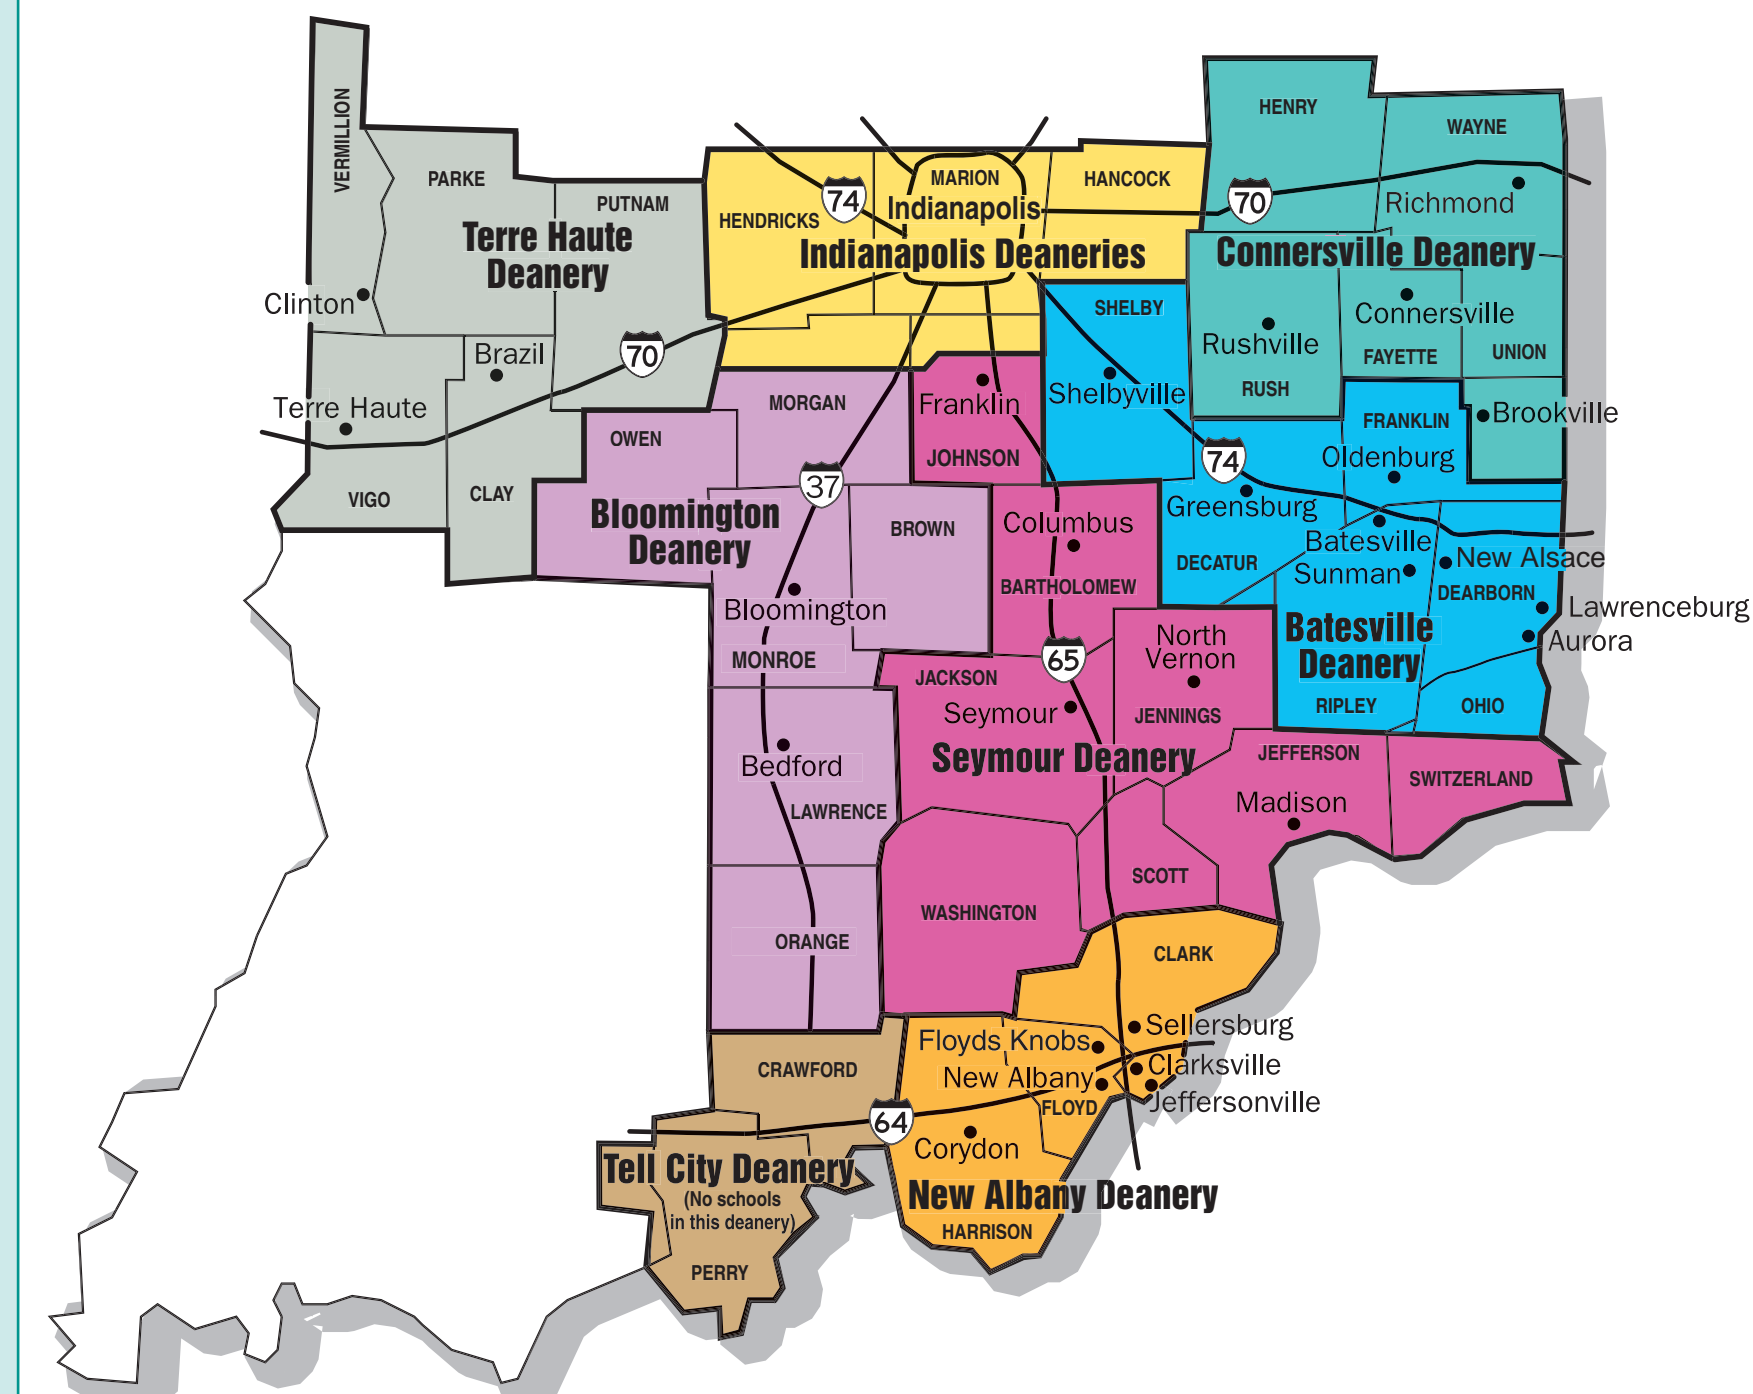 VERMILLION
PARKE
PUTNAM
Terre Haute
Deanery
Clinton
Brazil
70
Terre Haute
VIGO
CLAY
HENDRICKS
74
MARION
Indianapolis
HANCOCK
Indianapolis Deaneries
HENRY
WAYNE
70
Richmond
Connersville Deanery
Connersville
Rushville
FAYETTE
UNION
RUSH
Brookville
SHELBY
Shelbyville
FRANKLIN
Oldenburg
74
Greensburg
Batesville
New Alsace
Sunman
DECATUR
DEARBORN
Lawrenceburg
Aurora
Batesville
Deanery
RIPLEY
OHIO
MORGAN
OWEN
37
Bloomington
Deanery
BROWN
Bloomington
MONROE
Bedford
LAWRENCE
ORANGE
Franklin
JOHNSON
Columbus
BARTHOLOMEW
North
Vernon
65
JACKSON
Seymour
JENNINGS
Seymour Deanery
JEFFERSON
SWITZERLAND
Madison
SCOTT
WASHINGTON
CLARK
Sellersburg
Floyds Knobs
Clarksville
New Albany
Jeffersonville
FLOYD
64
Corydon
New Albany Deanery
HARRISON
CRAWFORD
Tell City Deanery
(No schools
in this deanery)
PERRY